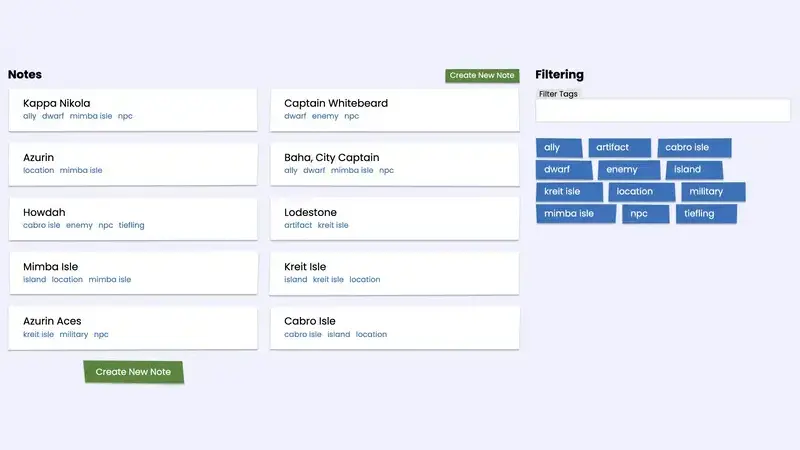 Notes
Create New Note
Kappa Nikola
ally dwarf mimba isle npc
Captain Whitebeard
dwarf enemy npc
Azurin
location mimba isle
Baha, City Captain
ally dwarf mimba isle npc
Howdah
cabro isle enemy npc tiefling
Lodestone
artifact kreit isle
Mimba Isle
island location mimba isle
Kreit Isle
island kreit isle location
Azurin Aces
kreit isle military npc
Cabro Isle
cabro isle island location
Create New Note
Filtering
Filter Tags
ally artifact cabro isle
dwarf enemy island
kreit isle location military
mimba isle npc tiefling